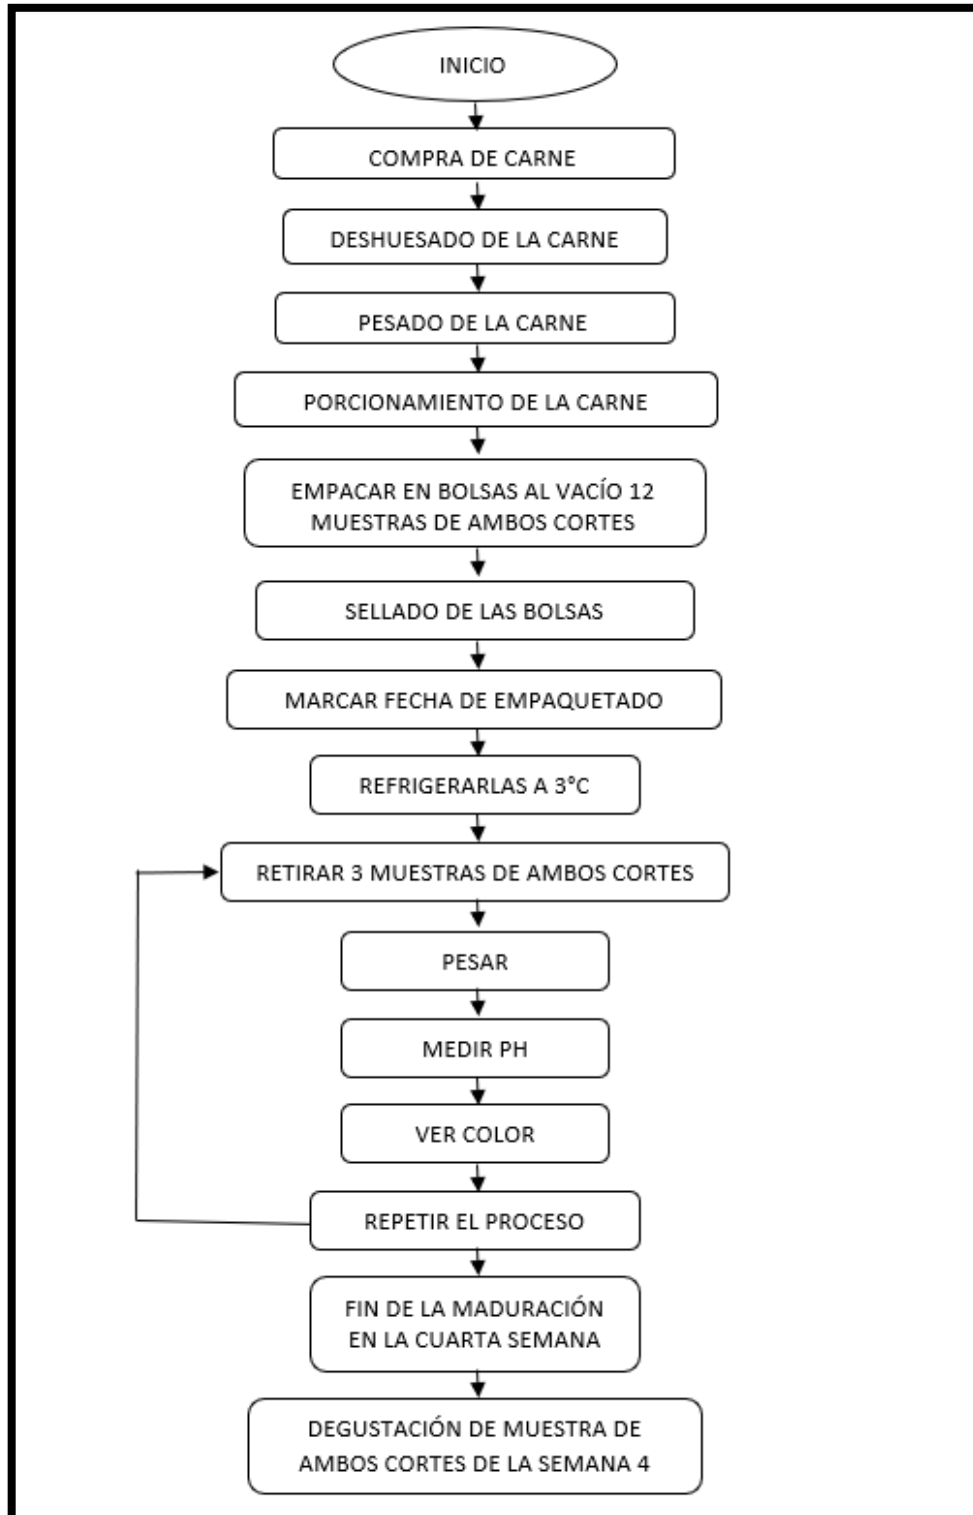 INICIO
COMPRA DE CARNE
DESHUESADO DE LA CARNE
PESADO DE LA CARNE
PORCIONAMIENTO DE LA CARNE
EMPACAR EN BOLSAS AL VACÍO 12
MUESTRAS DE AMBOS CORTES
SELLADO DE LAS BOLSAS
MARCAR FECHA DE EMPAQUETADO
REFRIGERARLAS A 3°C
RETIRAR 3 MUESTRAS DE AMBOS CORTES
PESAR
MEDIR PH
VER COLOR
REPETIR EL PROCESO
FIN DE LA MADURACIÓN
EN LA CUARTA SEMANA
DEGUSTACIÓN DE MUESTRA DE
AMBOS CORTES DE LA SEMANA 4